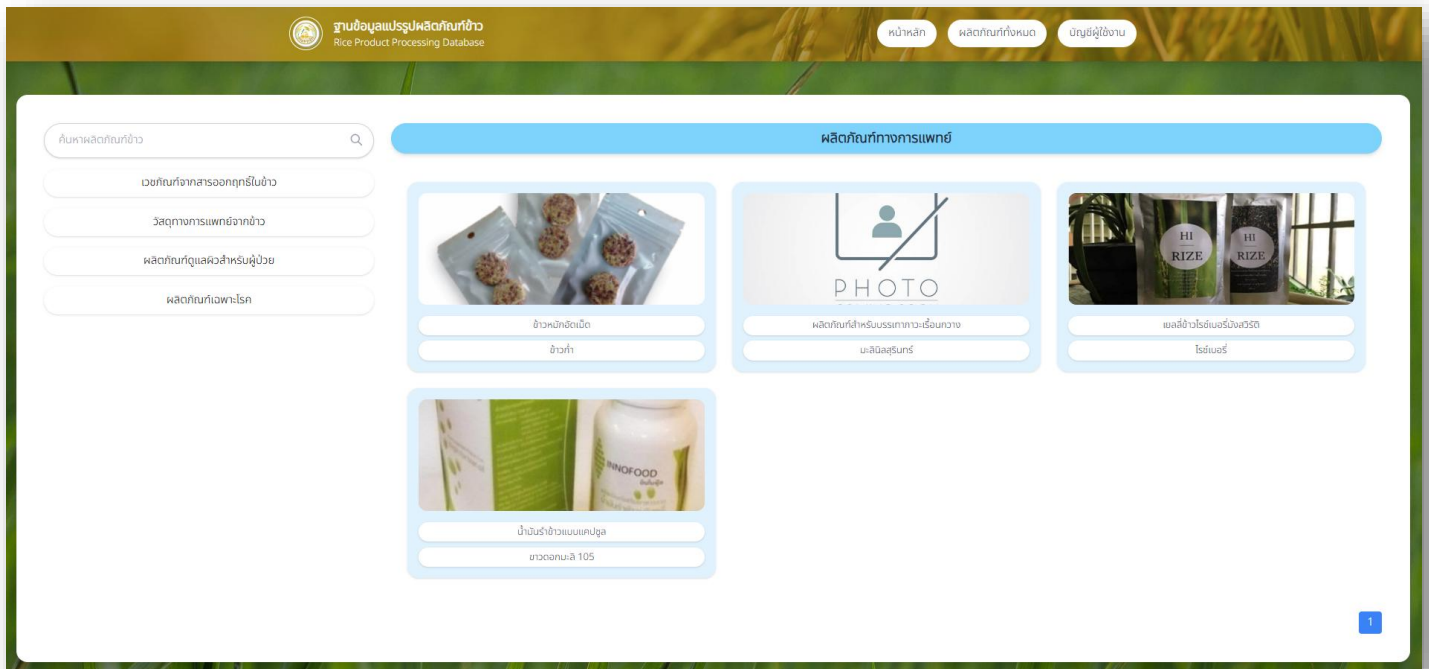 ฐานข้อมูลแปรรูปผลิตภัณฑ์ข้าว
Rice Product Processing Database
หน้าหลัก
ผลิตภัณฑ์ทั้งหมด
บัญชีผู้ใช้งาน
ค้นหาผลิตภัณฑ์ข้าว
เวชภัณฑ์จากสารออกฤทธิ์ในข้าว
วัสดุทางการแพทย์จากข้าว
ผลิตภัณฑ์ดูแลผิวสำหรับผู้ป่วย
ผลิตภัณฑ์เฉพาะโรค
ผลิตภัณฑ์ทางการแพทย์
ข้าวหมักอัดเม็ด
ข้าวก่ำ
PHOTO
ผลิตภัณฑ์สำหรับบรรเทาภาวะเรื้อนกวาง
มะลินิลสุรินทร์
HI
RIZE
HI
RIZE
เยลลี่ข้าวไรซ์เบอรี่มังสวิรัติ
ไรซ์เบอรี่
INNOFOOD
น้ำมันรำข้าวแบบแคปซูล
ขาวดอกมะลิ 105
1